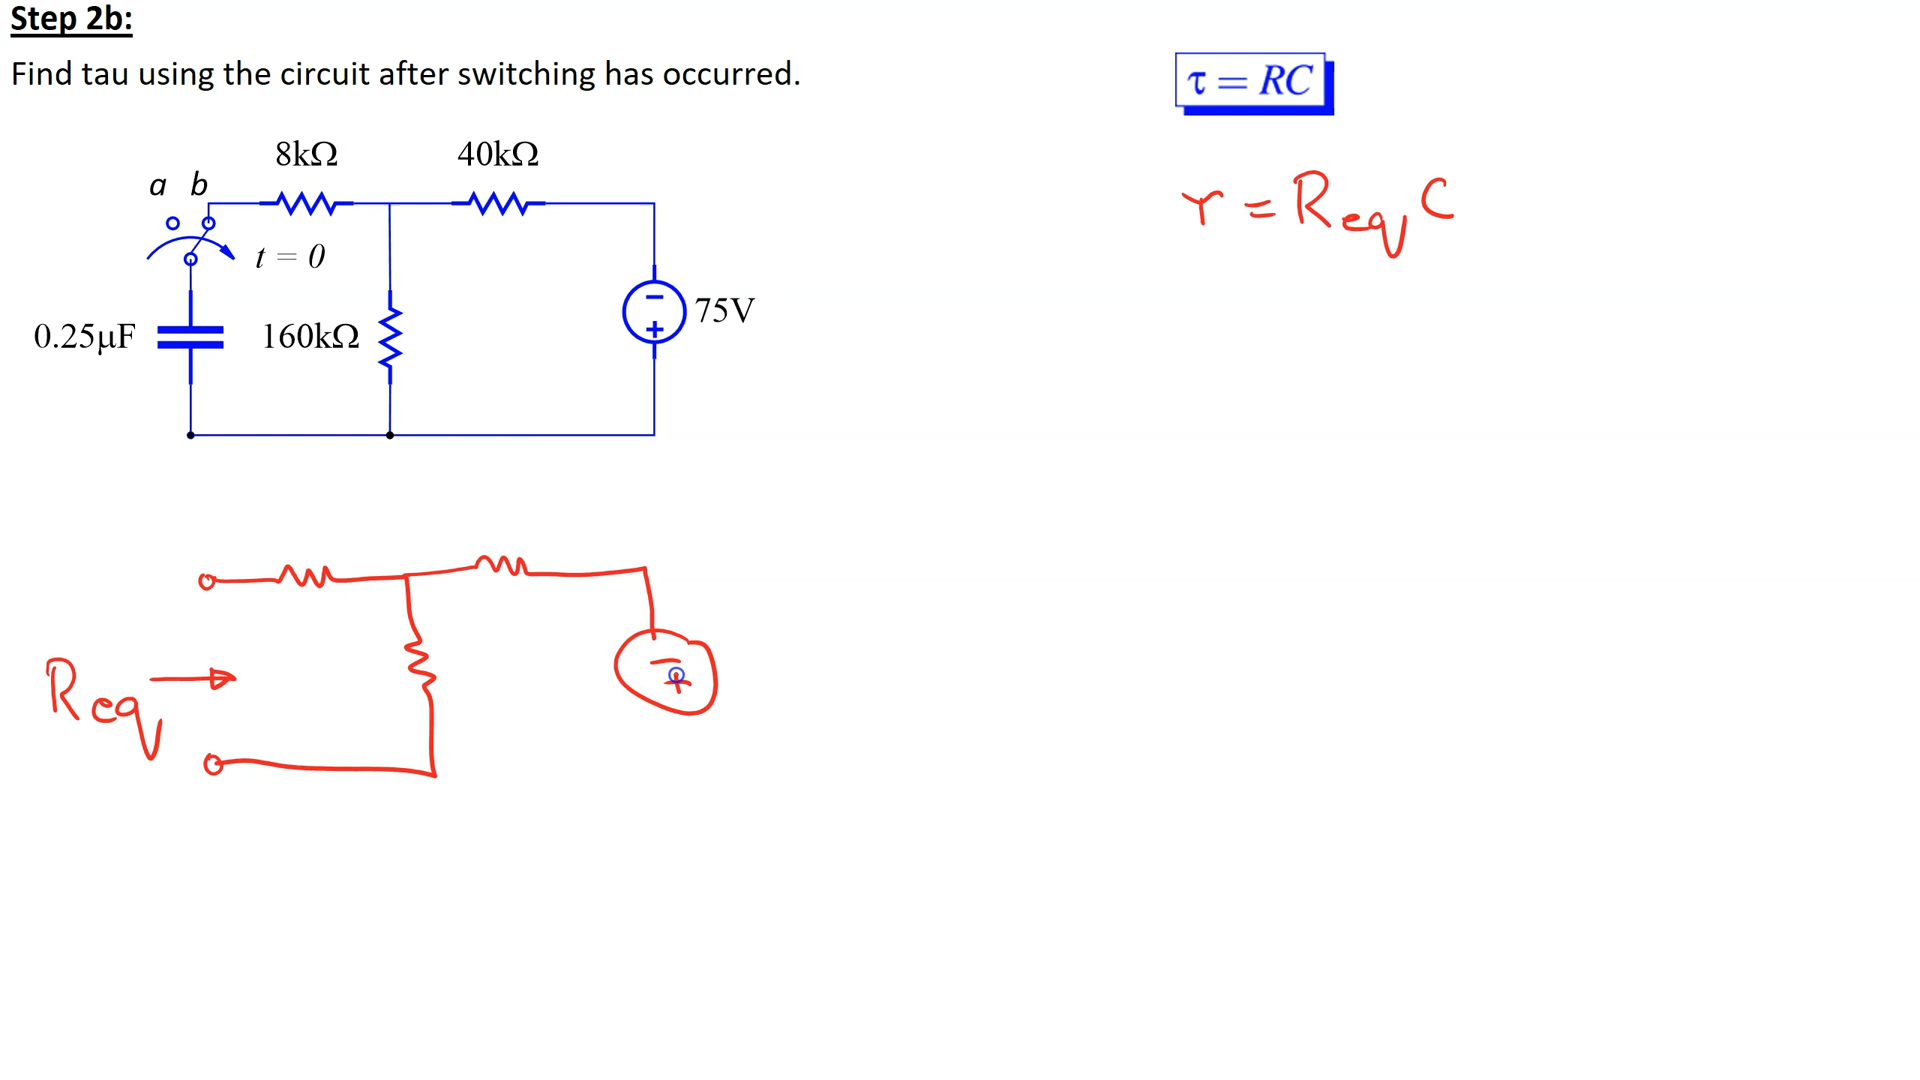 Step 2b:
Find tau using the circuit after switching has occurred.
τ = RC
8kΩ
40kΩ
a b
τ = Req C
t = 0
−
75V
+
0.25µF
160kΩ
Req
−
+